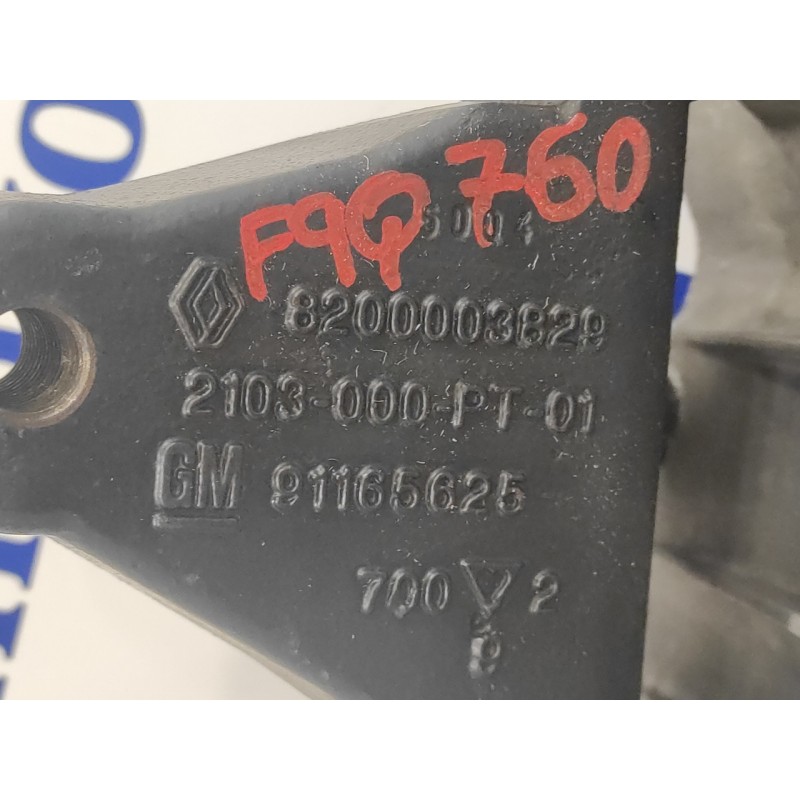 F9Q 760
8200003829
2103-000-PT-01
GM 91165625
700 2